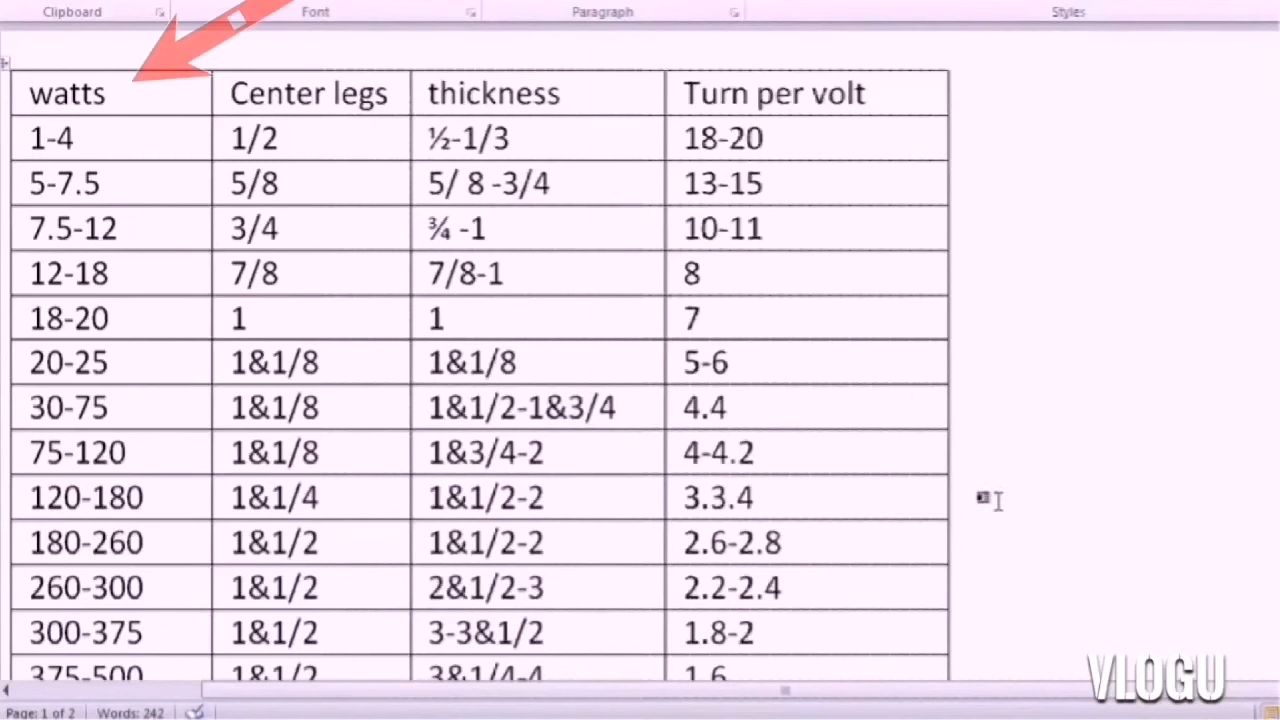 Clipboard Font Paragraph Styles
watts Center legs thickness Turn per volt
1-4 1/2 ½-1/3 18-20
5-7.5 5/8 5/ 8 -3/4 13-15
7.5-12 3/4 ¾ -1 10-11
12-18 7/8 7/8-1 8
18-20 1 1 7
20-25 1&1/8 1&1/8 5-6
30-75 1&1/8 1&1/2-1&3/4 4.4
75-120 1&1/8 1&3/4-2 4-4.2
120-180 1&1/4 1&1/2-2 3.3.4
180-260 1&1/2 1&1/2-2 2.6-2.8
260-300 1&1/2 2&1/2-3 2.2-2.4
300-375 1&1/2 3-3&1/2 1.8-2
375-500 1&1/2 3&1/4-4 1.6
VLOGU
Page: 1 of 2 Words: 242